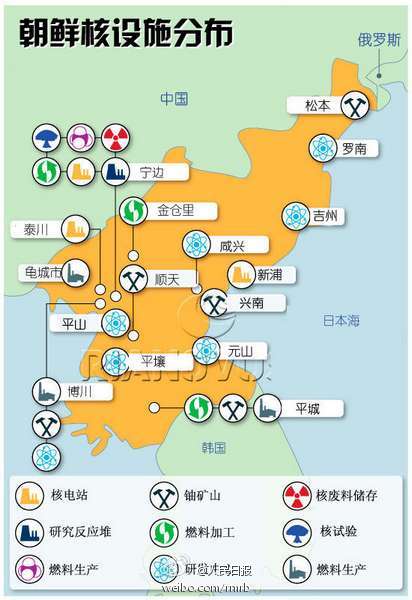 朝鲜核设施分布
俄罗斯
中国
松本
罗南
宁边
金仓里
吉州
泰川
咸兴
龟城市
顺天
新浦
兴南
平山
日本海
元山
平壤
博川
平城
韩国
核电站
铀矿山
核废料储存
研究反应堆
燃料加工
核试验
燃料生产
燃料生产
@人民日报
weibo.com/rmrb